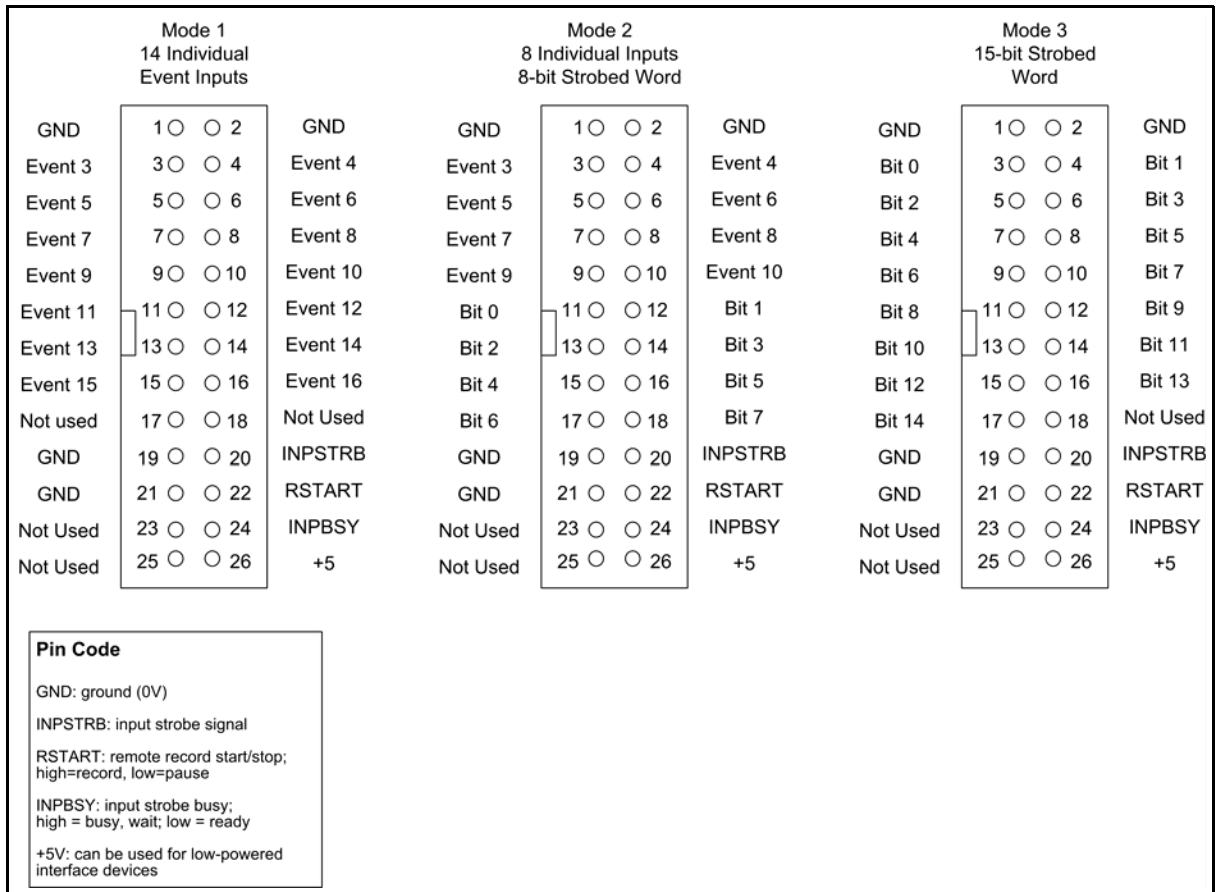 Mode 1
14 Individual
Event Inputs
GND 1 2 GND
Event 3 3 4 Event 4
Event 5 5 6 Event 6
Event 7 7 8 Event 8
Event 9 9 10 Event 10
Event 11 11 12 Event 12
Event 13 13 14 Event 14
Event 15 15 16 Event 16
Not used 17 18 Not Used
GND 19 20 INPSTRB
GND 21 22 RSTART
Not Used 23 24 INPBSY
Not Used 25 26 +5
Mode 2
8 Individual Inputs
8-bit Strobed Word
GND 1 2 GND
Event 3 3 4 Event 4
Event 5 5 6 Event 6
Event 7 7 8 Event 8
Event 9 9 10 Event 10
Bit 0 11 12 Bit 1
Bit 2 13 14 Bit 3
Bit 4 15 16 Bit 5
Bit 6 17 18 Bit 7
GND 19 20 INPSTRB
GND 21 22 RSTART
Not Used 23 24 INPBSY
Not Used 25 26 +5
Mode 3
15-bit Strobed
Word
GND 1 2 GND
Bit 0 3 4 Bit 1
Bit 2 5 6 Bit 3
Bit 4 7 8 Bit 5
Bit 6 9 10 Bit 7
Bit 8 11 12 Bit 9
Bit 10 13 14 Bit 11
Bit 12 15 16 Bit 13
Bit 14 17 18 Not Used
GND 19 20 INPSTRB
GND 21 22 RSTART
Not Used 23 24 INPBSY
Not Used 25 26 +5
Pin Code
GND: ground (0V)
INPSTRB: input strobe signal
RSTART: remote record start/stop;
high=record, low=pause
INPBSY: input strobe busy;
high = busy, wait; low = ready
+5V: can be used for low-powered
interface devices